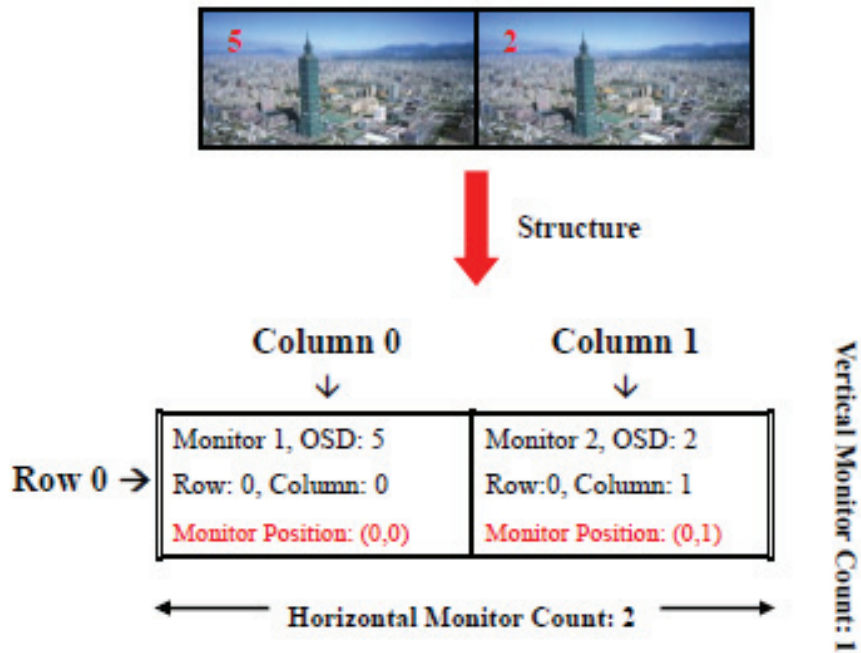 5
2
Structure
Column 0
Column 1
↓
↓
Row 0 →
Monitor 1, OSD: 5
Row: 0, Column: 0
Monitor Position: (0,0)
Monitor 2, OSD: 2
Row:0, Column: 1
Monitor Position: (0,1)
Horizontal Monitor Count: 2
Vertical Monitor Count: 1